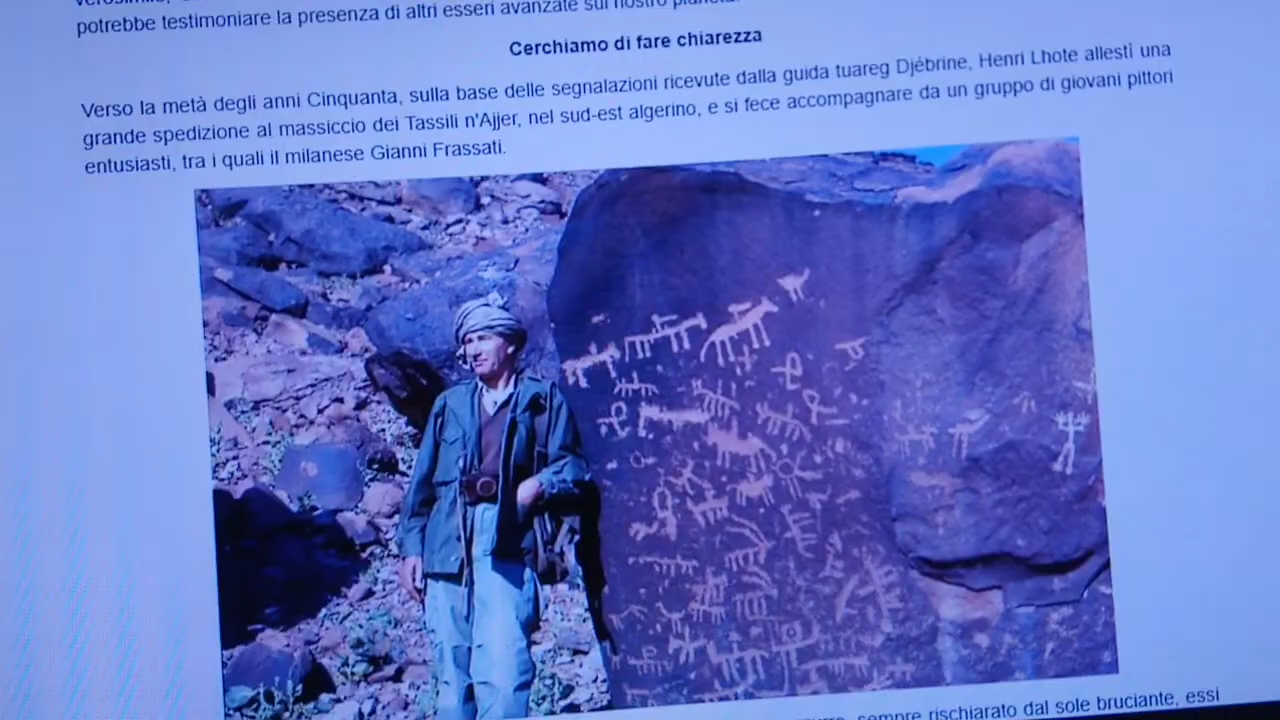 potrebbe testimoniare la presenza di altri esseri avanzate sul nostro pianeta.
Cerchiamo di fare chiarezza
Verso la metà degli anni Cinquanta, sulla base delle segnalazioni ricevute dalla guida tuareg Djébrine, Henri Lhote allestì una
grande spedizione al massiccio dei Tassili n'Ajjer, nel sud-est algerino, e si fece accompagnare da un gruppo di giovani pittori
entusiasti, tra i quali il milanese Gianni Frassati.
sempre rischiarato dal sole bruciante, essi